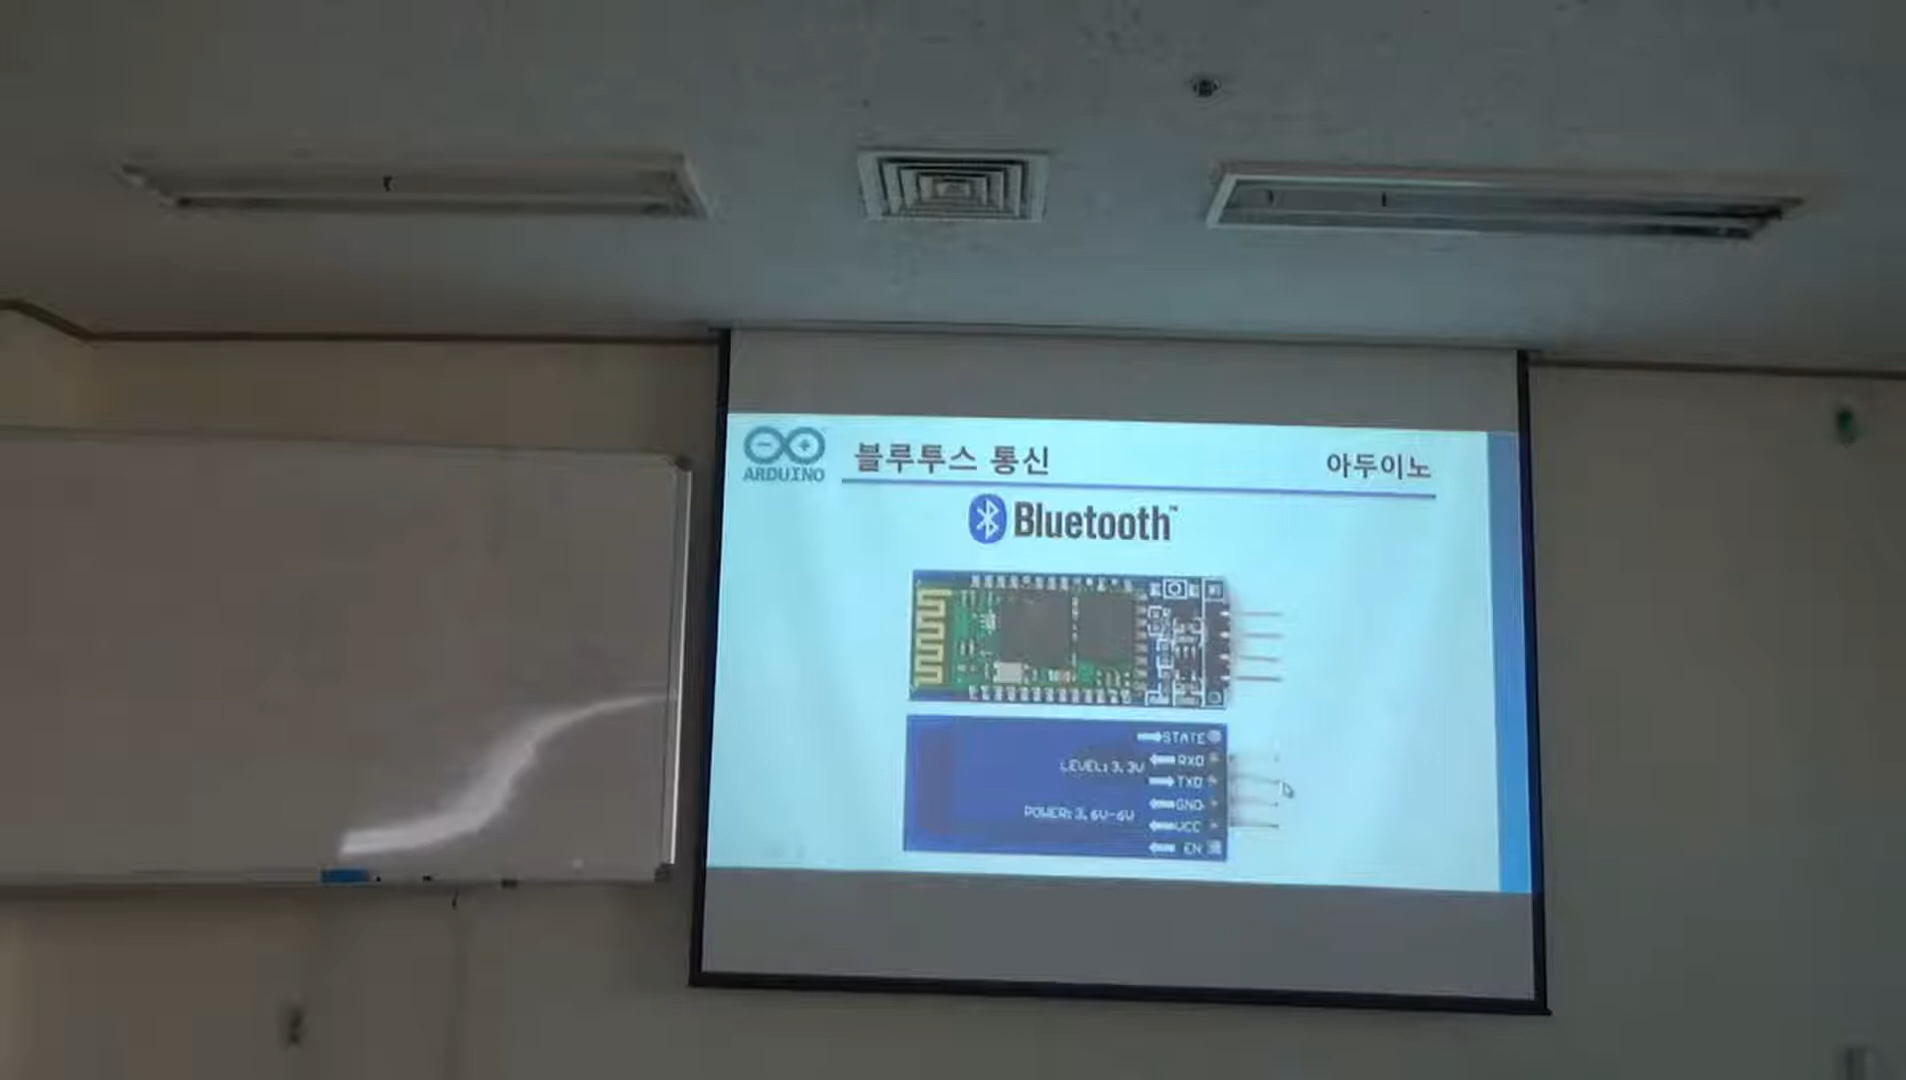 ARDUINO
블루투스 통신
아두이노
Bluetooth™
STATE
LEVEL:3.3V
RXD
TXD
GND
POWER:3.6V-6V
VCC
EN